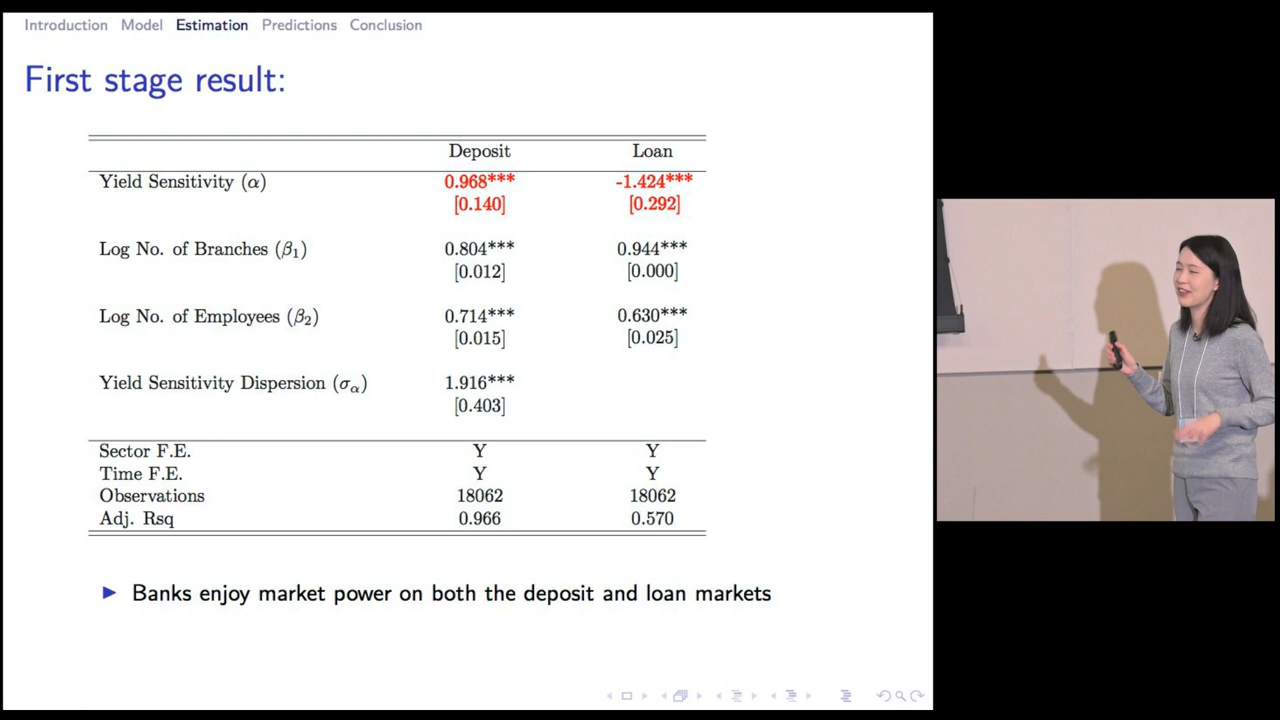 Introduction Model Estimation Predictions Conclusion
First stage result:
Deposit Loan
Yield Sensitivity (α) 0.968*** -1.424***
[0.140] [0.292]
Log No. of Branches (β₁) 0.804*** 0.944***
[0.012] [0.000]
Log No. of Employees (β₂) 0.714*** 0.630***
[0.015] [0.025]
Yield Sensitivity Dispersion (σ_α) 1.916***
[0.403]
Sector F.E. Y Y
Time F.E. Y Y
Observations 18062 18062
Adj. Rsq 0.966 0.570
► Banks enjoy market power on both the deposit and loan markets